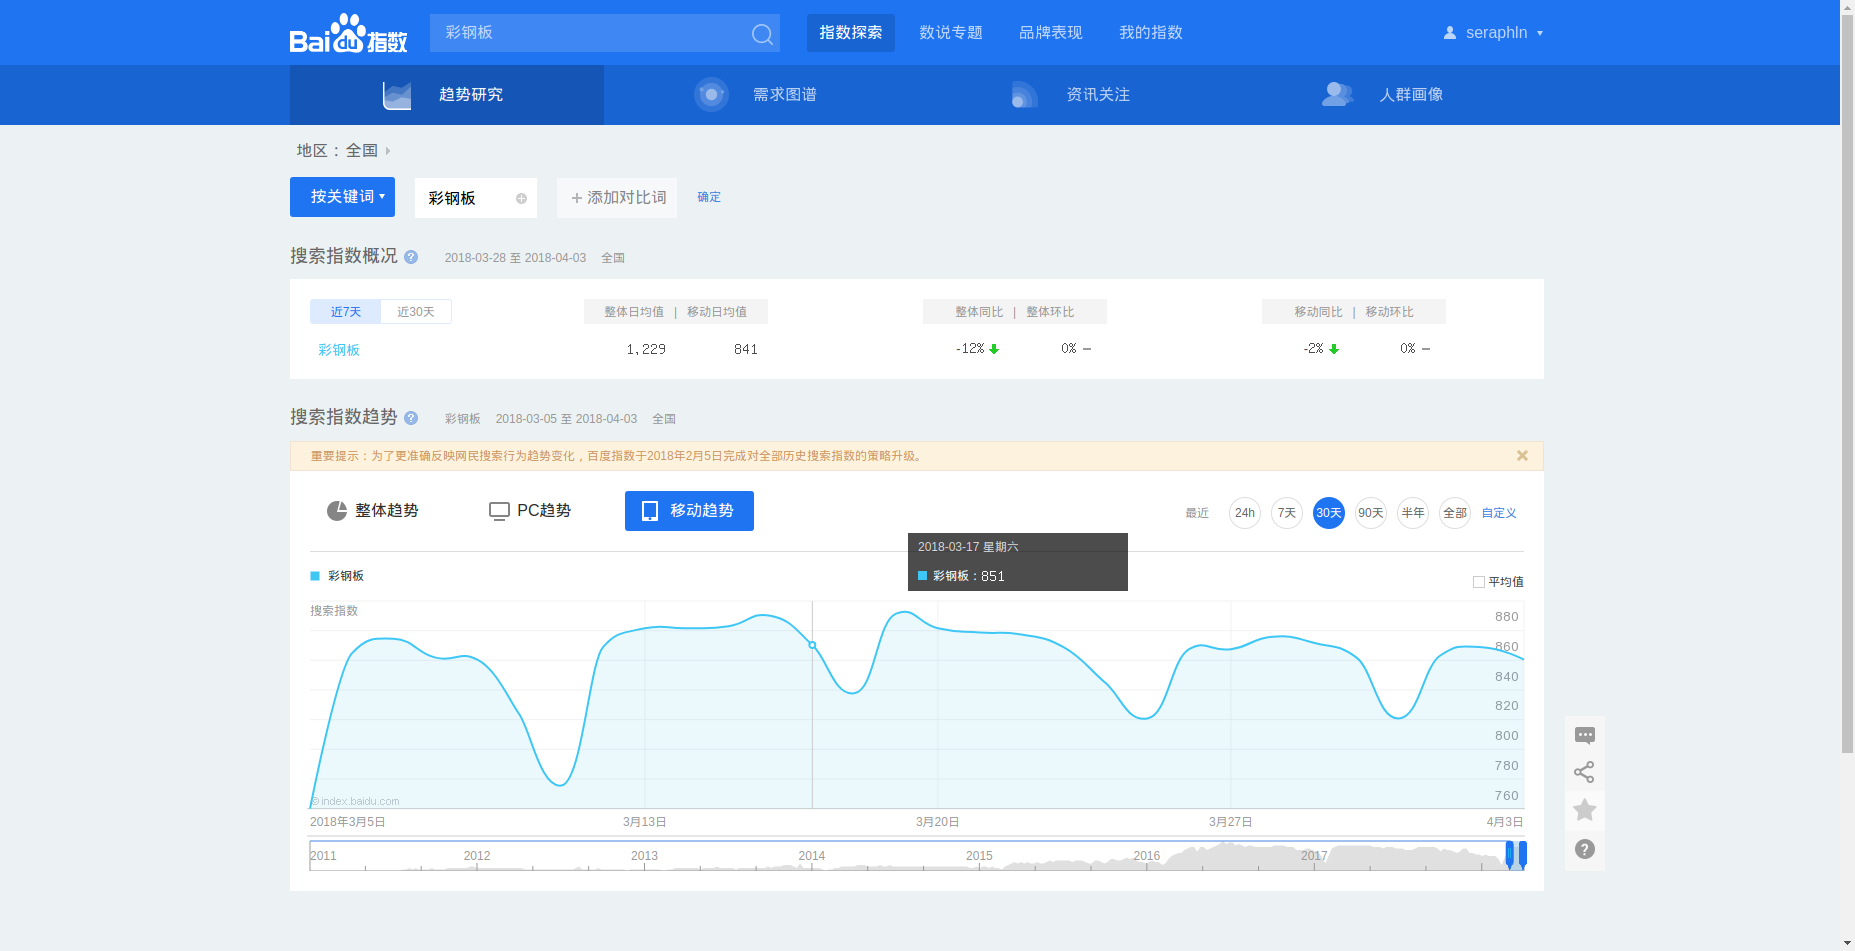 Bai du 指数 彩钢板 指数探索 数说专题 品牌表现 我的指数 seraphln
趋势研究 需求图谱 资讯关注 人群画像
地区：全国
按关键词 彩钢板 添加对比词 确定
搜索指数概况 ? 2018-03-28 至 2018-04-03 全国
近7天 近30天 整体日均值 | 移动日均值 整体同比 | 整体环比 移动同比 | 移动环比
彩钢板 1,229 841 -12% 0% -2% 0%
搜索指数趋势 ? 彩钢板 2018-03-05 至 2018-04-03 全国
重要提示：为了更准确反映网民搜索行为趋势变化，百度指数于2018年2月5日完成对全部历史搜索指数的策略升级。
整体趋势 PC趋势 移动趋势 最近 24h 7天 30天 90天 半年 全部 自定义
2018-03-17 星期六
彩钢板：851
彩钢板
平均值
搜索指数
880
860
840
820
800
780
760
© index.baidu.com
2018年3月5日 3月13日 3月20日 3月27日 4月3日
2011 2012 2013 2014 2015 2016 2017
?